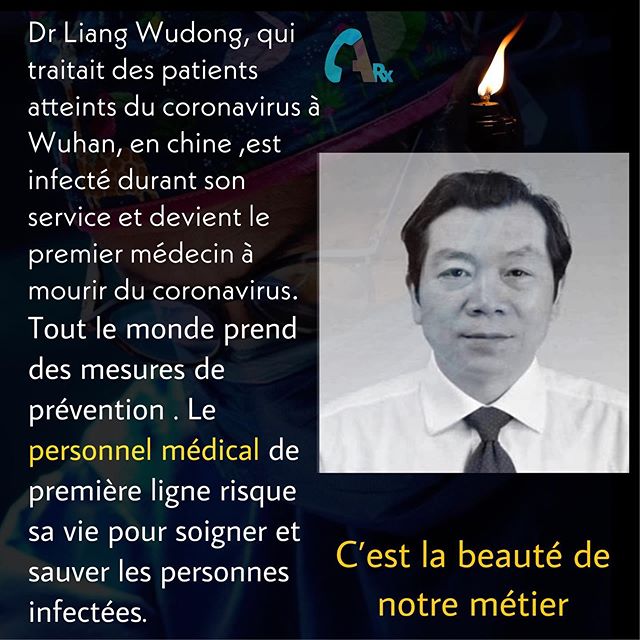 Dr Liang Wudong, qui
traitait des patients
atteints du coronavirus à
Wuhan, en chine ,est
infecté durant son
service et devient le
premier médecin à
mourir du coronavirus.
Tout le monde prend
des mesures de
prévention . Le
personnel médical de
première ligne risque
sa vie pour soigner et
sauver les personnes
infectées.
Rx
C’est la beauté de
notre métier